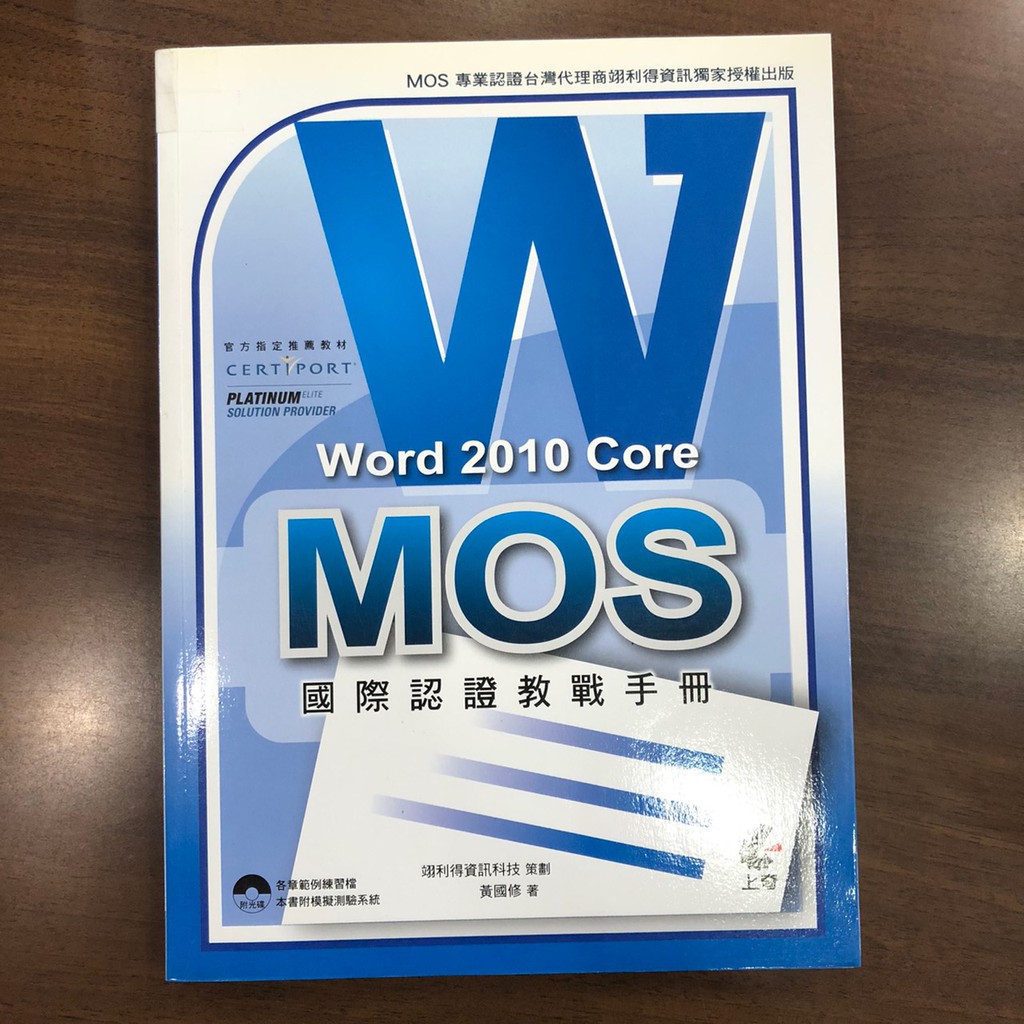 MOS 專業認證台灣代理商翊利得資訊獨家授權出版
W
官方指定推薦教材
CERTIPORT
PLATINUM ELITE
SOLUTION PROVIDER
Word 2010 Core
MOS
國際認證教戰手冊
翊利得資訊科技 策劃
黃國修 著
附光碟
各章範例練習檔
本書附模擬測驗系統
上奇